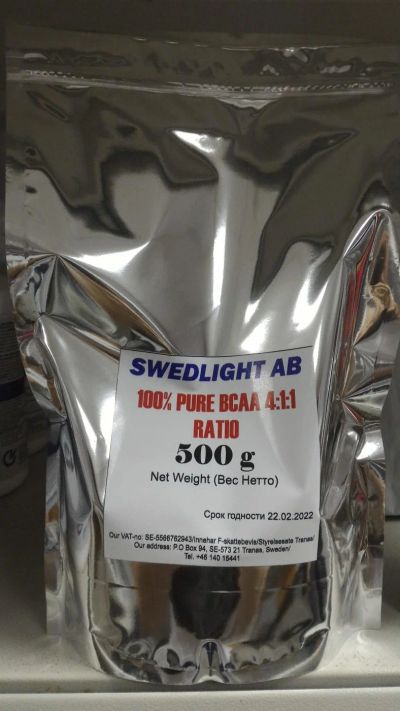 SWEDLIGHT AB
100% PURE BCAA 4:1:1
RATIO
500 g
Net Weight (Вес Нетто)
Срок годности 22.02.2022
Our VAT-no: SE-5566762943/Innehar F-skattebevis/Styrelsesate Tranas/
Our address: P.O Box 94, SE-573 21 Tranas, Sweden/
Tel. +46 140 15441